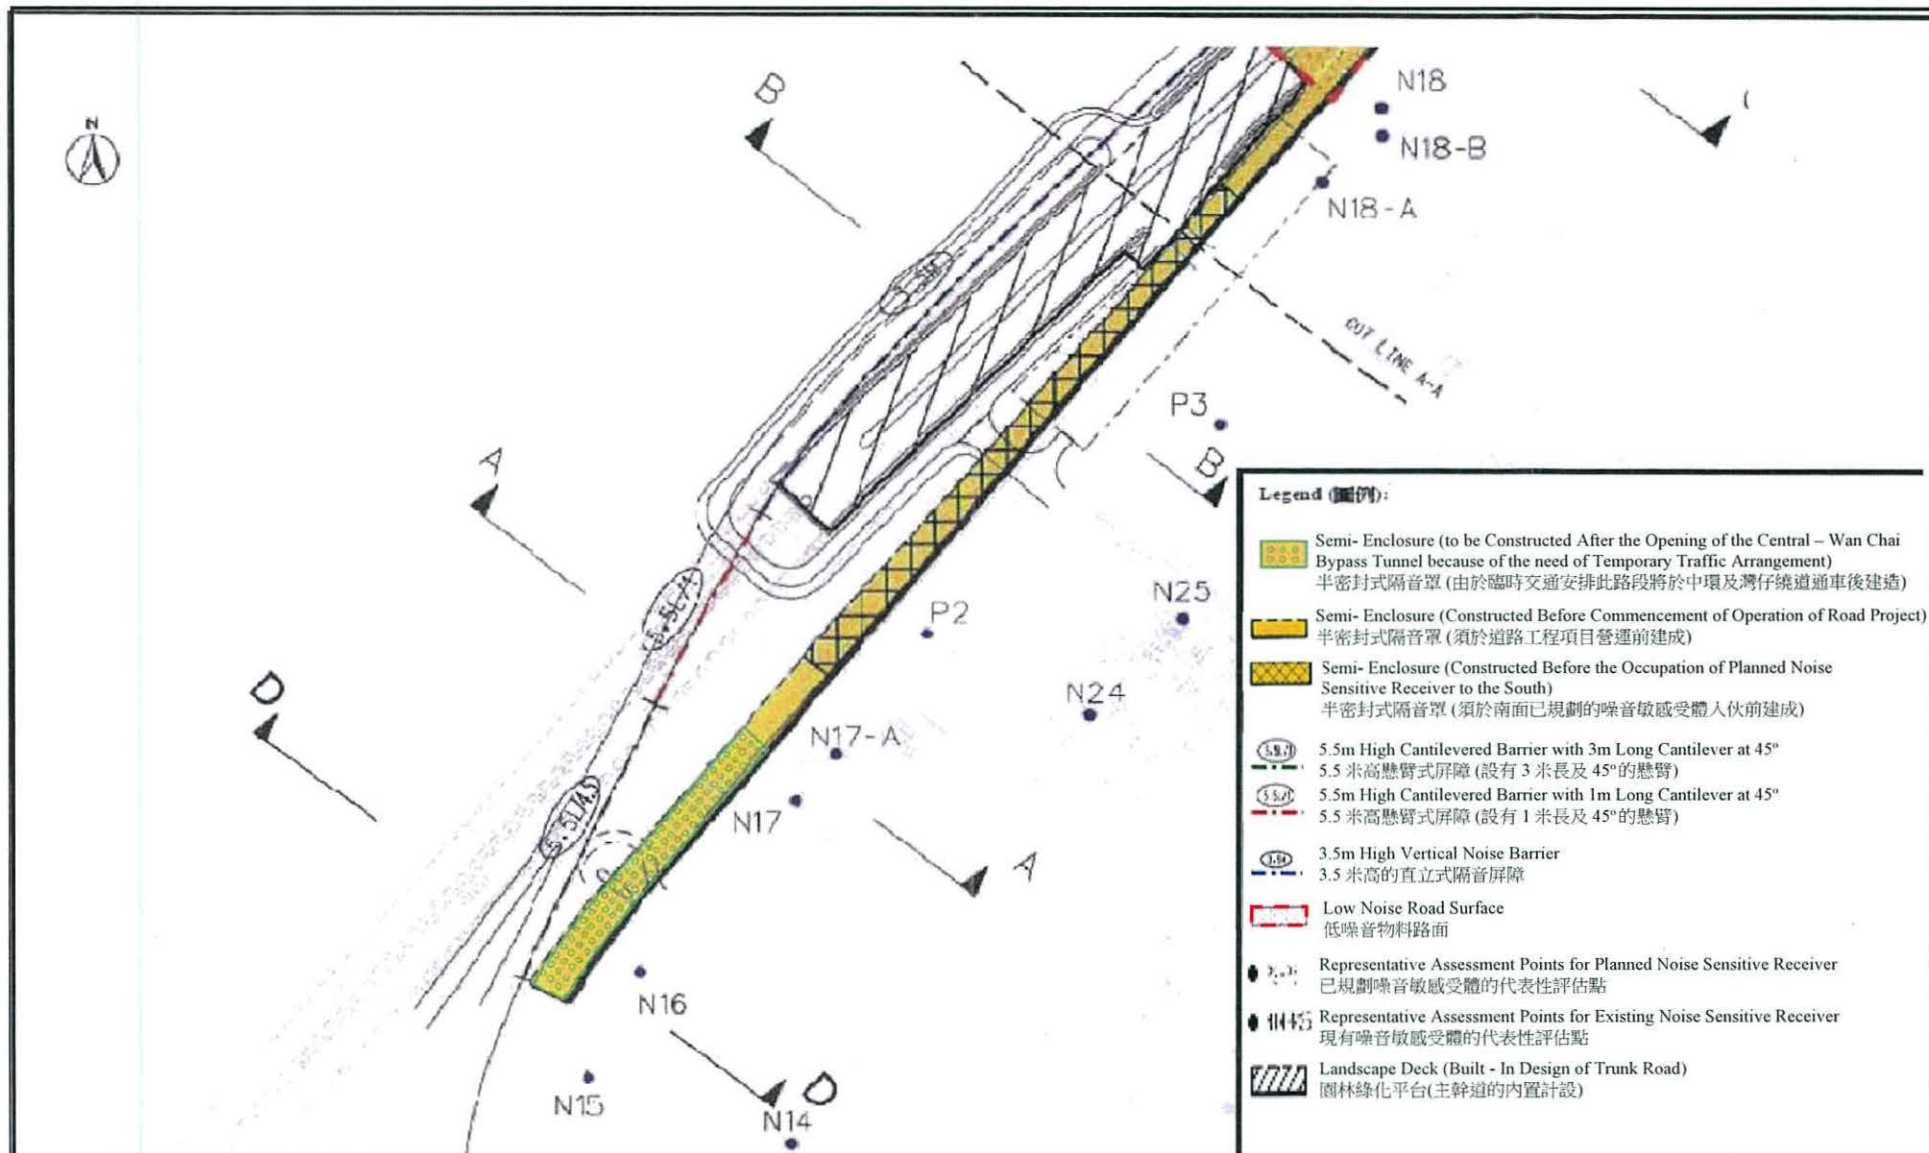 N
B
N18
N18-B
N18-A
CUT LINE A-A
P3
B
A
5.5C/1
D
P2
N25
N24
N17-A
N17
A
N16
N15
D
N14
Legend (圖例):
Semi- Enclosure (to be Constructed After the Opening of the Central – Wan Chai
Bypass Tunnel because of the need of Temporary Traffic Arrangement)
半密封式隔音罩 (由於臨時交通安排此路段將於中環及灣仔繞道通車後建造)
Semi- Enclosure (Constructed Before Commencement of Operation of Road Project)
半密封式隔音罩 (須於道路工程項目營運前建成)
Semi- Enclosure (Constructed Before the Occupation of Planned Noise
Sensitive Receiver to the South)
半密封式隔音罩 (須於南面已規劃的噪音敏感受體入伙前建成)
5.5m High Cantilevered Barrier with 3m Long Cantilever at 45°
5.5 米高懸臂式屏障 (設有 3 米長及 45°的懸臂)
5.5m High Cantilevered Barrier with 1m Long Cantilever at 45°
5.5 米高懸臂式屏障 (設有 1 米長及 45°的懸臂)
3.5m High Vertical Noise Barrier
3.5 米高的直立式隔音屏障
Low Noise Road Surface
低噪音物料路面
Representative Assessment Points for Planned Noise Sensitive Receiver
已規劃噪音敏感受體的代表性評估點
Representative Assessment Points for Existing Noise Sensitive Receiver
現有噪音敏感受體的代表性評估點
Landscape Deck (Built - In Design of Trunk Road)
園林綠化平台(主幹道的內置計設)